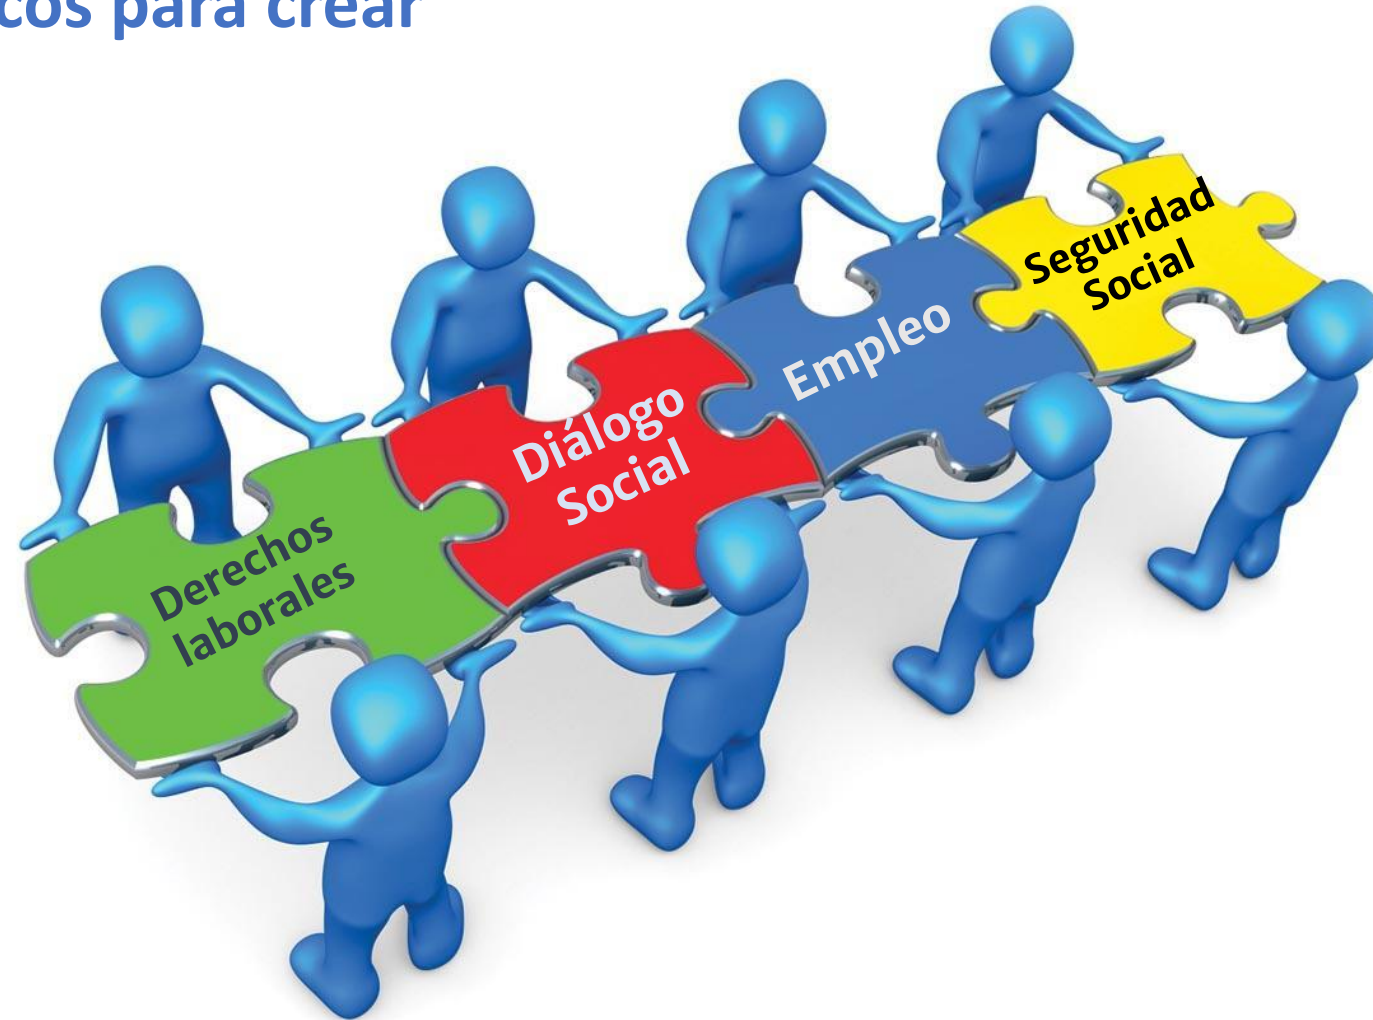 cos para crear
Seguridad
Social
Empleo
Diálogo
Social
Derechos
laborales